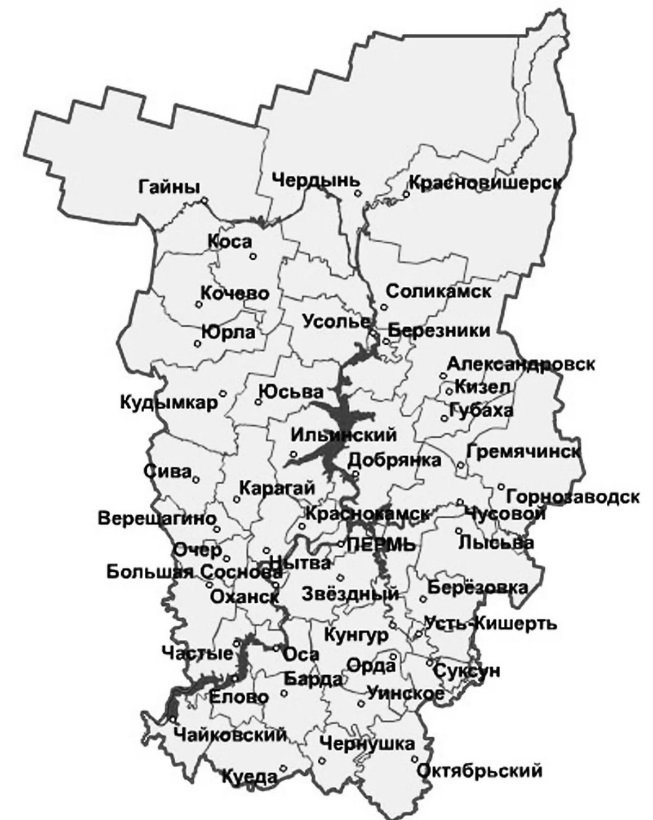 Гайны
Чердынь
Красновишерск
Коса
Кочево
Соликамск
Усолье
Березники
Юрла
Александровск
Кизел
Юсьва
Кудымкар
Губаха
Ильинский
Добрянка
Гремячинск
Сива
Карагай
Горнозаводск
Верещагино
Краснокамск
Чусовой
Очер
Нытва
ПЕРМЬ
Лысьва
Большая Соснова
Оханск
Звёздный
Берёзовка
Кунгур
Усть-Кишерть
Частые
Оса
Орда
Суксун
Барда
Елово
Уинское
Чайковский
Чернушка
Куеда
Октябрьский